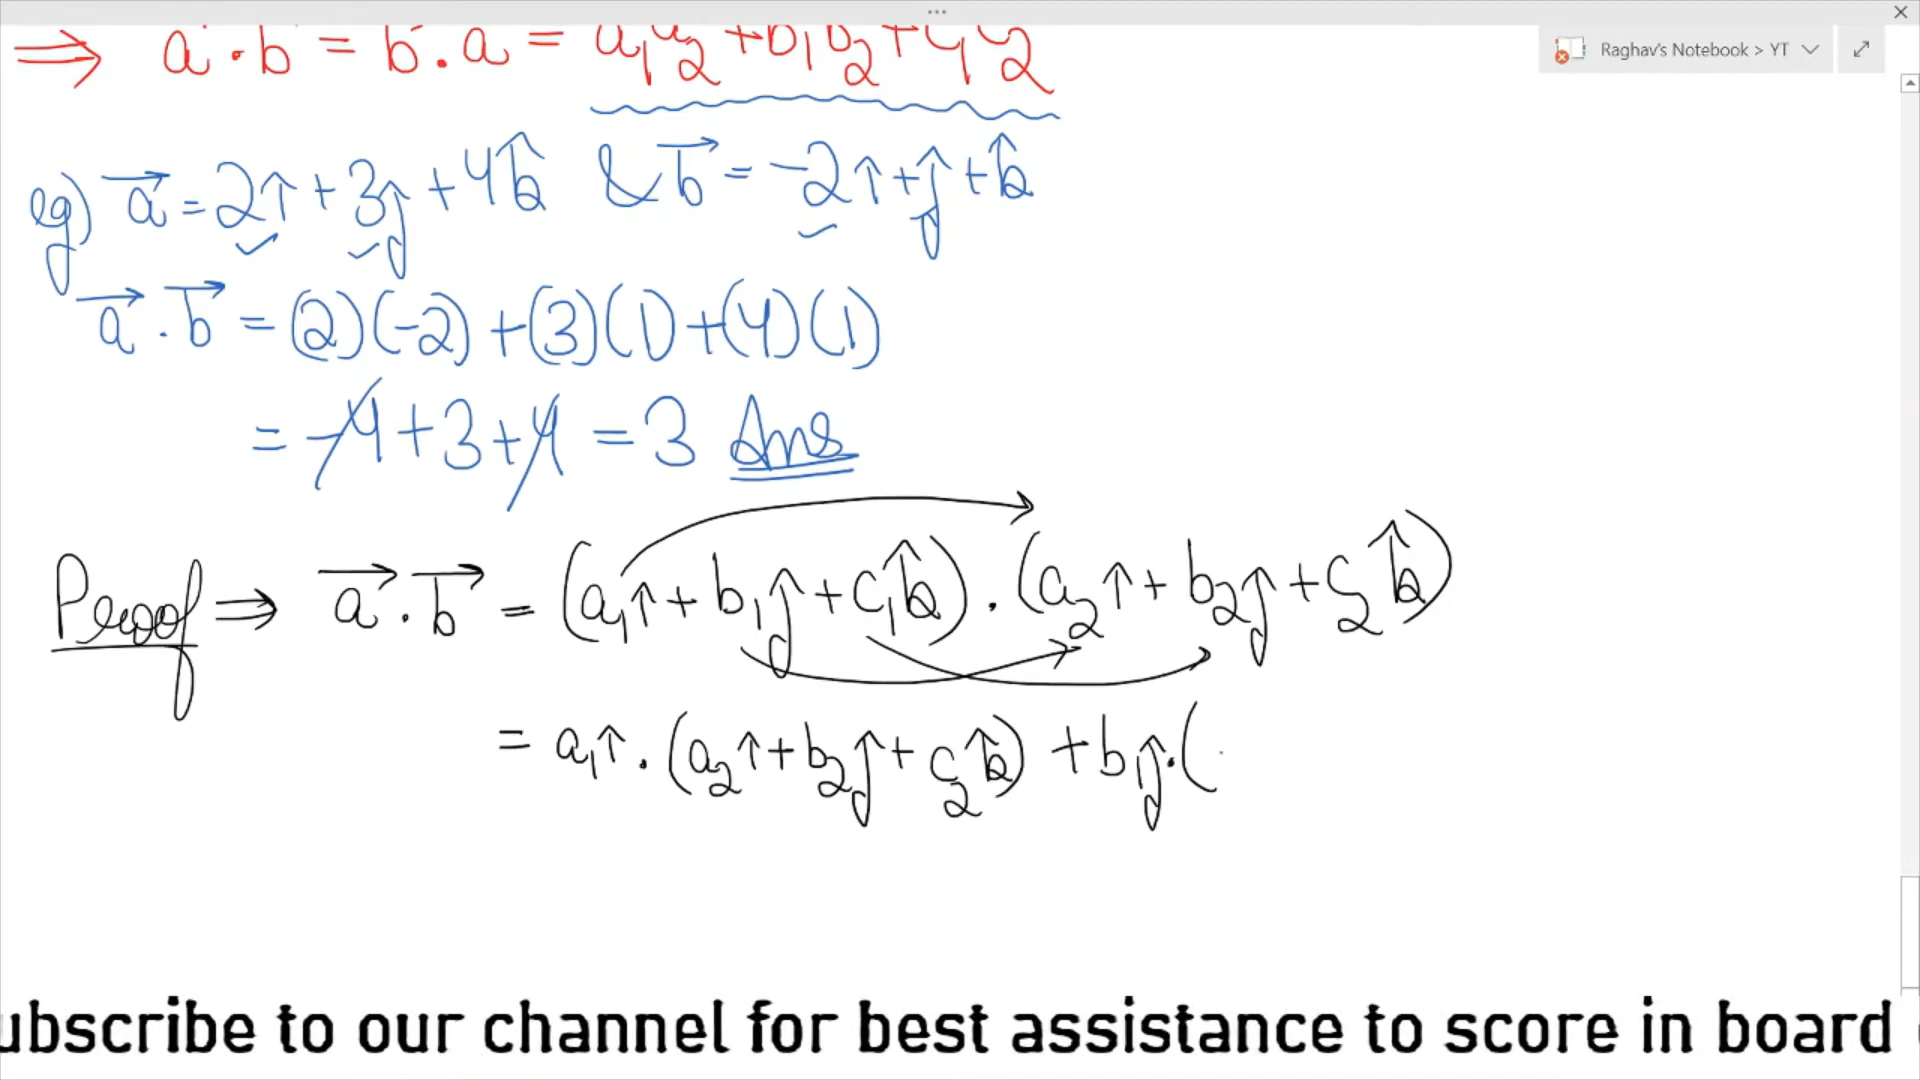 Raghav's Notebook > YT
⇒ a · b = b . a = a₁a₂ + b₁b₂ + c₁c₂
eg) a⃗ = 2î + 3ĵ + 4k̂ & b⃗ = -2î + ĵ + k̂
a⃗ . b⃗ = (2)(-2) + (3)(1) + (4)(1)
= -4 + 3 + 4 = 3 Ans
Proof ⇒ a⃗ . b⃗ = (a₁î + b₁ĵ + c₁k̂) . (a₂î + b₂ĵ + c₂k̂)
= a₁î . (a₂î + b₂ĵ + c₂k̂) + b₁ĵ . (
ubscribe to our channel for best assistance to score in board